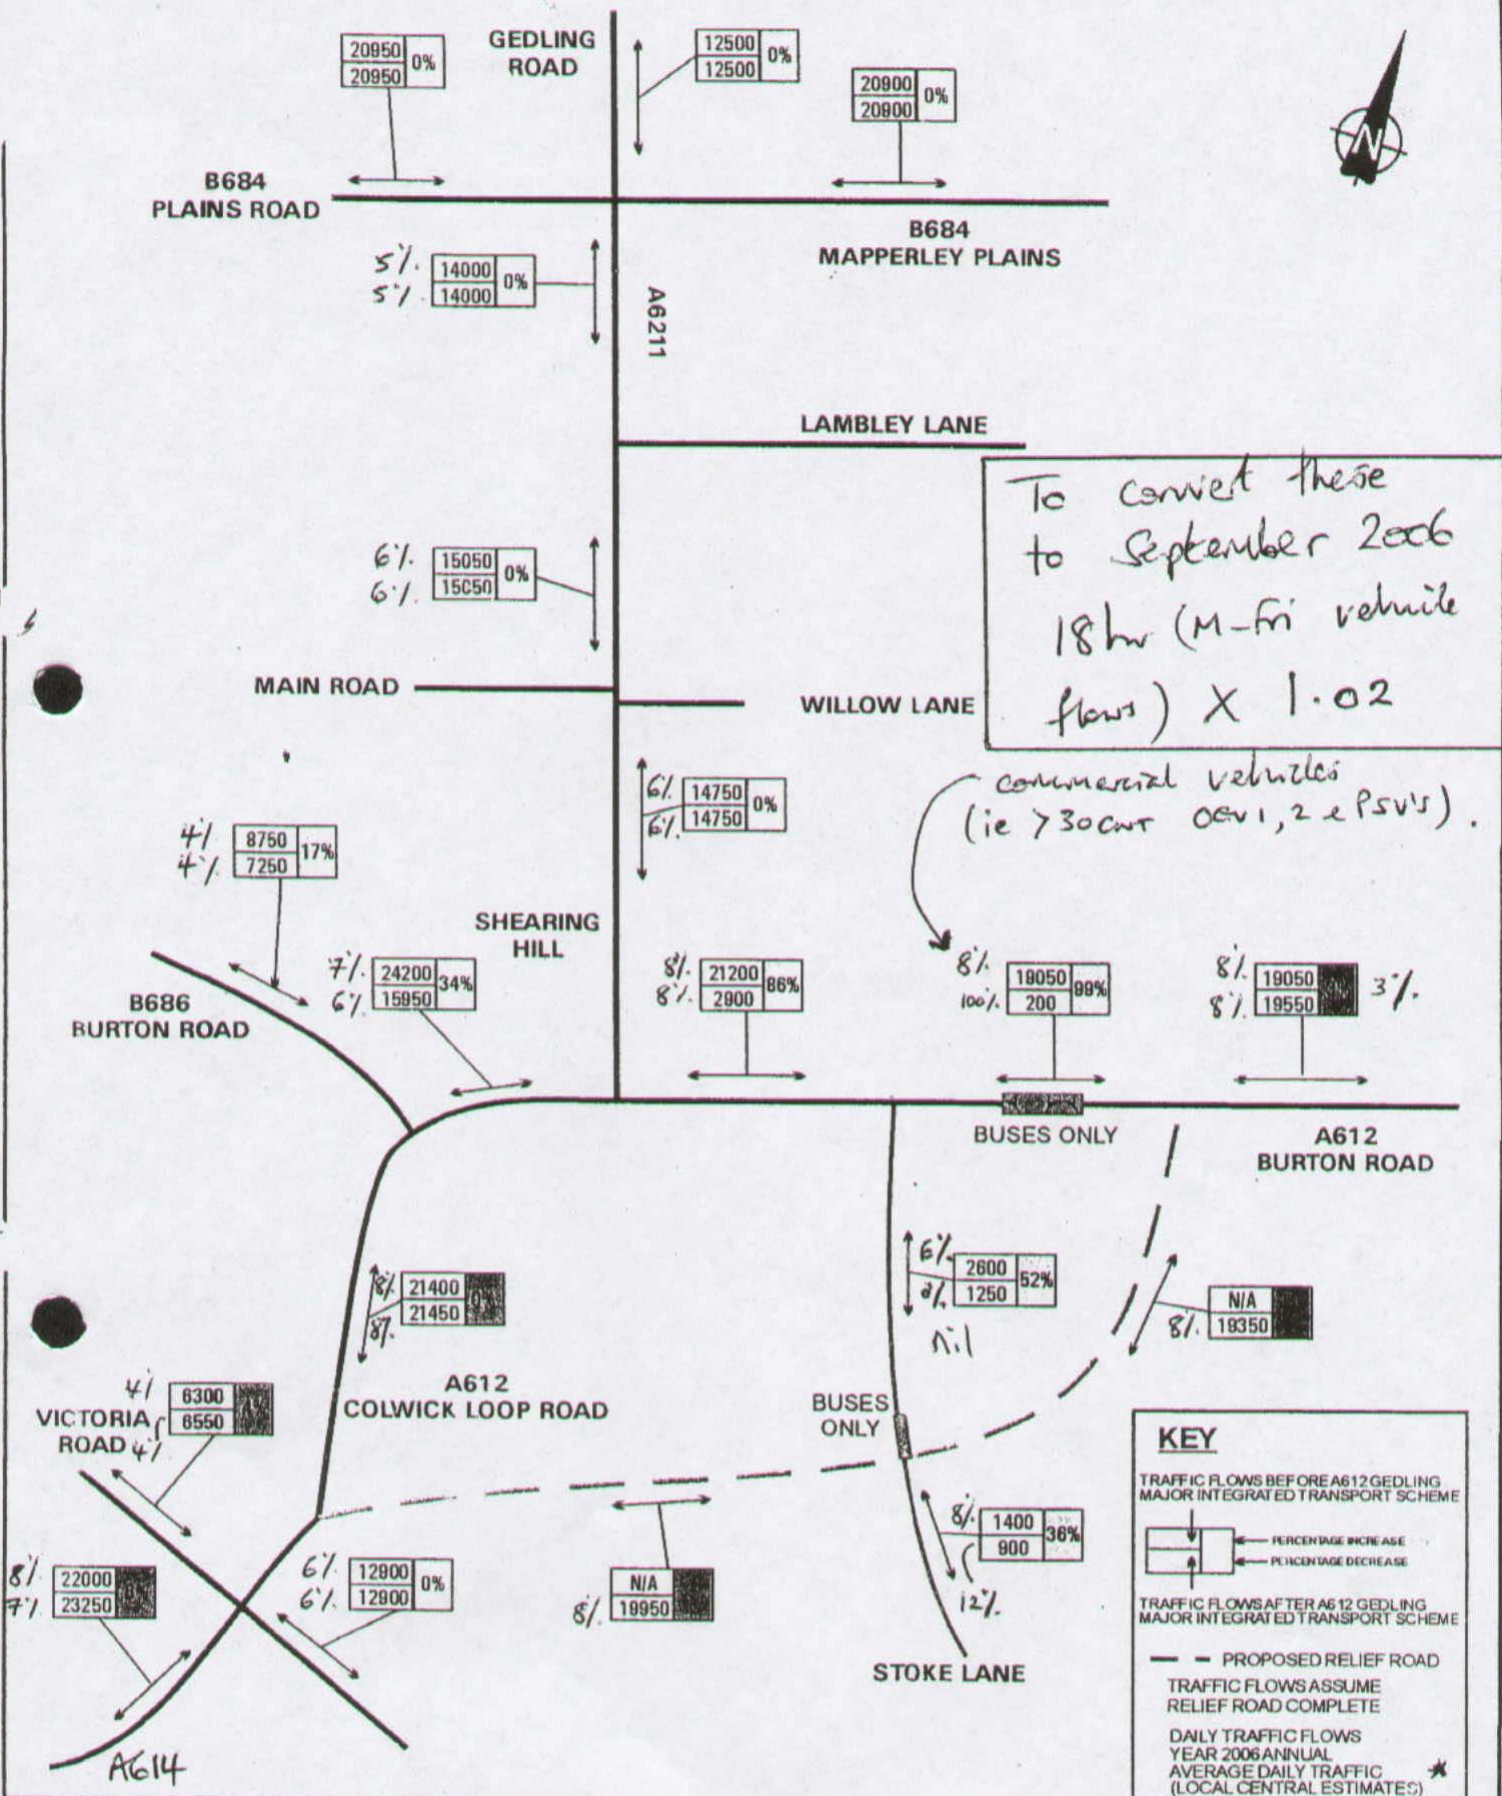 GEDLING
ROAD
20950 0%
20950
12500 0%
12500
20900 0%
20900
N
B684
PLAINS ROAD
B684
MAPPERLEY PLAINS
5% 14000 0%
5% 14000
A6211
LAMBLEY LANE
To convert these
to September 2006
18hr (M-Fri vehicle
flows) X 1.02
6% 15050 0%
6% 15050
MAIN ROAD
WILLOW LANE
commercial vehicles
(ie >30cwt OGV1, 2 e PSV's).
6% 14750 0%
6% 14750
4% 8750 17%
4% 7250
SHEARING
HILL
7% 24200 34%
6% 15950
8% 21200 86%
8% 2900
8% 19050 99%
100% 200
8% 19050 3%
8% 19550
B686
BURTON ROAD
BUSES ONLY
A612
BURTON ROAD
8% 21400 0%
8% 21450
6% 2600 52%
1250
nil
N/A
8% 19350
A612
COLWICK LOOP ROAD
4% 6300
4% 6550
VICTORIA
ROAD
BUSES
ONLY
8% 22000
7% 23250
6% 12900 0%
6% 12900
N/A
8% 19950
8% 1400 36%
900
12%
STOKE LANE
A614
KEY
TRAFFIC FLOWS BEFORE A612 GEDLING
MAJOR INTEGRATED TRANSPORT SCHEME
PERCENTAGE INCREASE
PERCENTAGE DECREASE
TRAFFIC FLOWS AFTER A612 GEDLING
MAJOR INTEGRATED TRANSPORT SCHEME
PROPOSED RELIEF ROAD
TRAFFIC FLOWS ASSUME
RELIEF ROAD COMPLETE
DAILY TRAFFIC FLOWS
YEAR 2006 ANNUAL
AVERAGE DAILY TRAFFIC *
(LOCAL CENTRAL ESTIMATES)